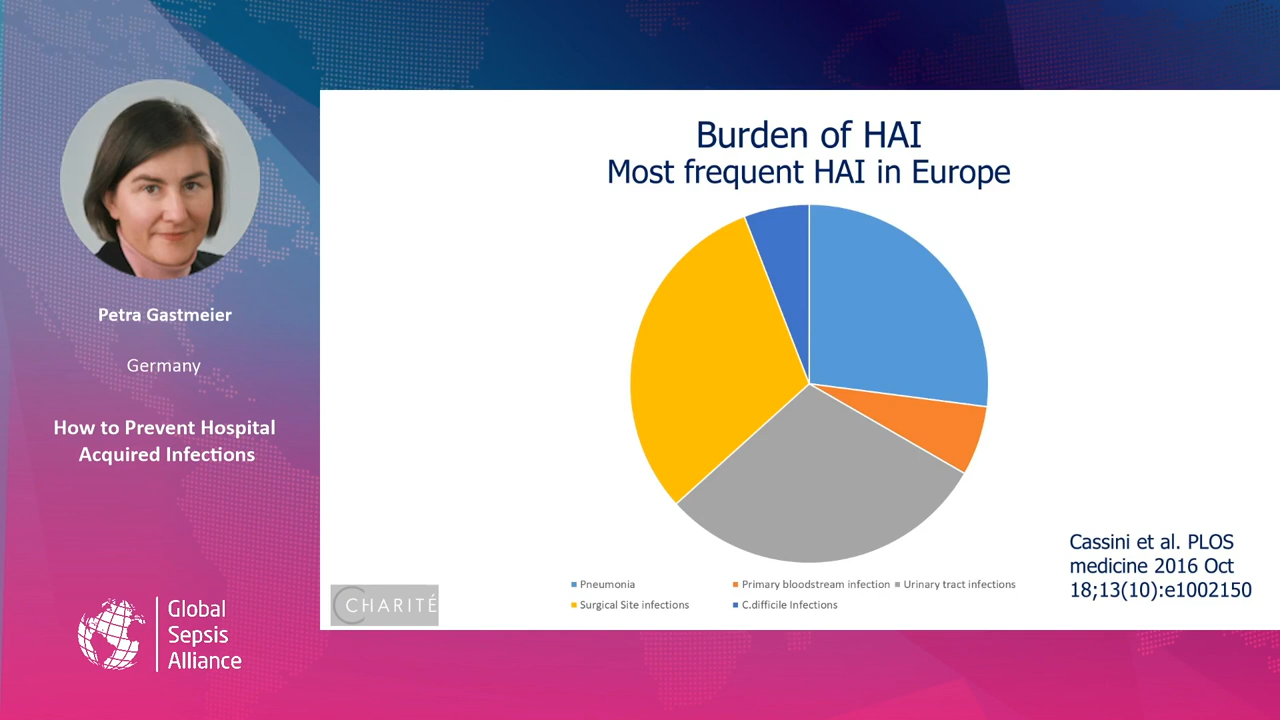 Petra Gastmeier
Germany
How to Prevent Hospital
Acquired Infections
Global
Sepsis
Alliance
Burden of HAI
Most frequent HAI in Europe
Pneumonia
Primary bloodstream infection
Urinary tract infections
Surgical Site infections
C.difficile Infections
Cassini et al. PLOS
medicine 2016 Oct
18;13(10):e1002150
CHARITÉ